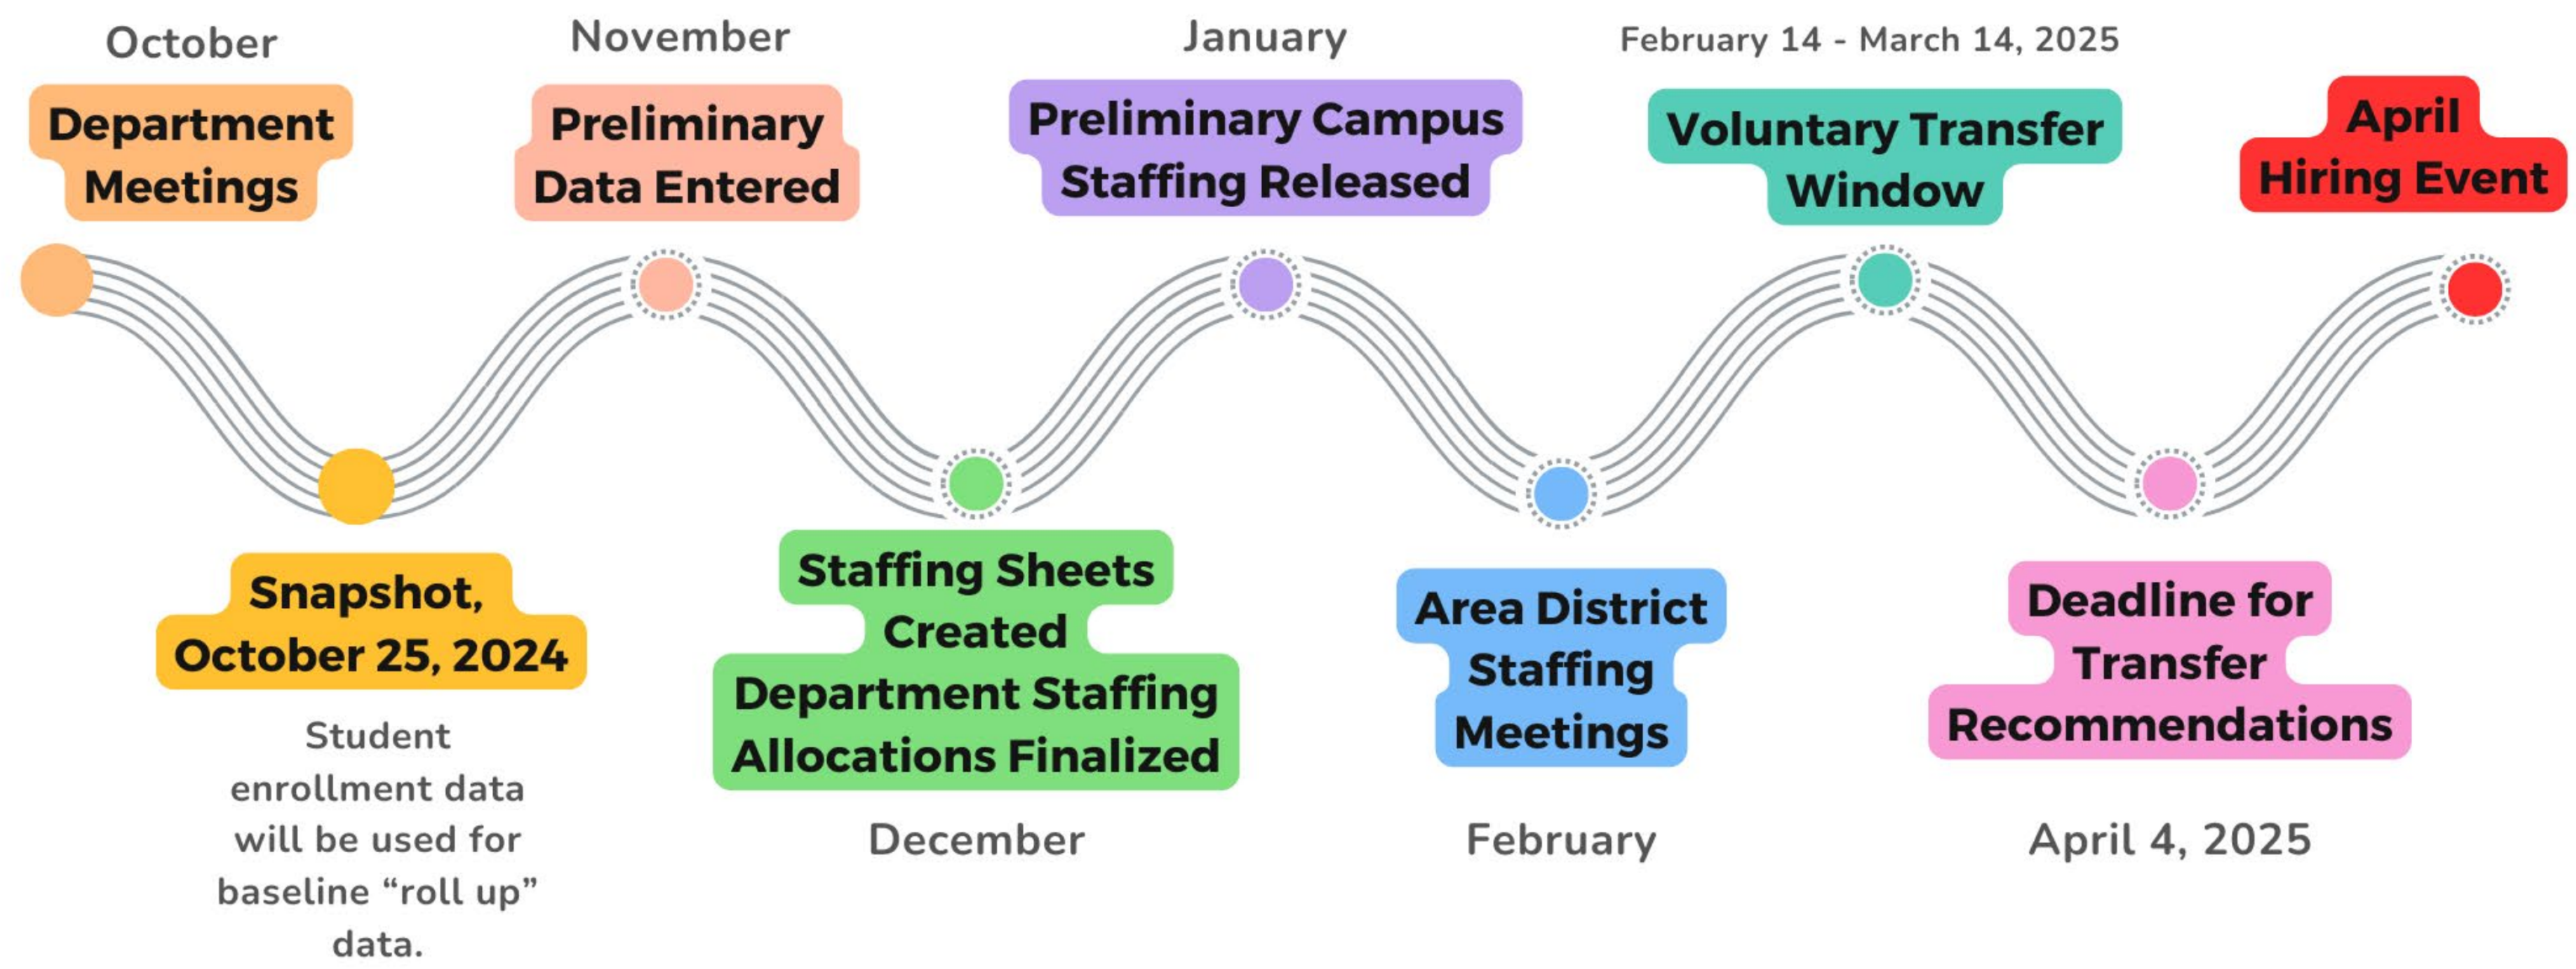 October
Department
Meetings
Snapshot,
October 25, 2024
Student
enrollment data
will be used for
baseline “roll up”
data.
November
Preliminary
Data Entered
Staffing Sheets
Created
Department Staffing
Allocations Finalized
December
January
Preliminary Campus
Staffing Released
Area District
Staffing
Meetings
February
February 14 - March 14, 2025
Voluntary Transfer
Window
Deadline for
Transfer
Recommendations
April 4, 2025
April
Hiring Event